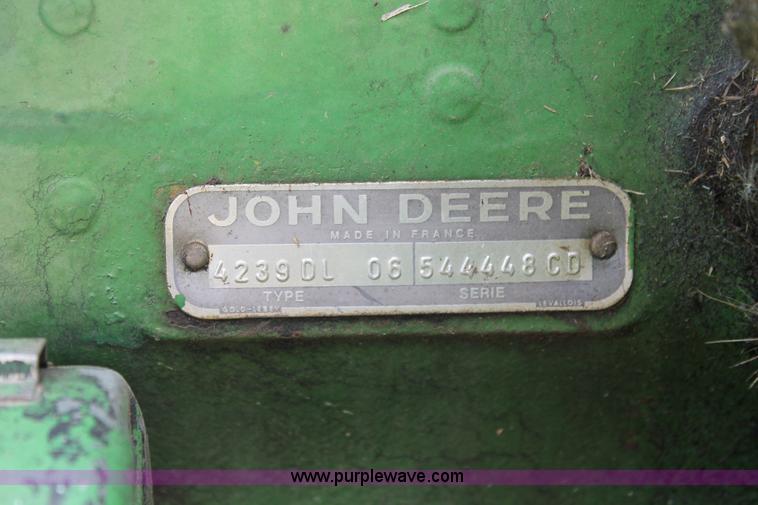 JOHN DEERE
MADE IN FRANCE
4239DL 06 544448CD
TYPE SERIE
LEVALLOIS
www.purplewave.com